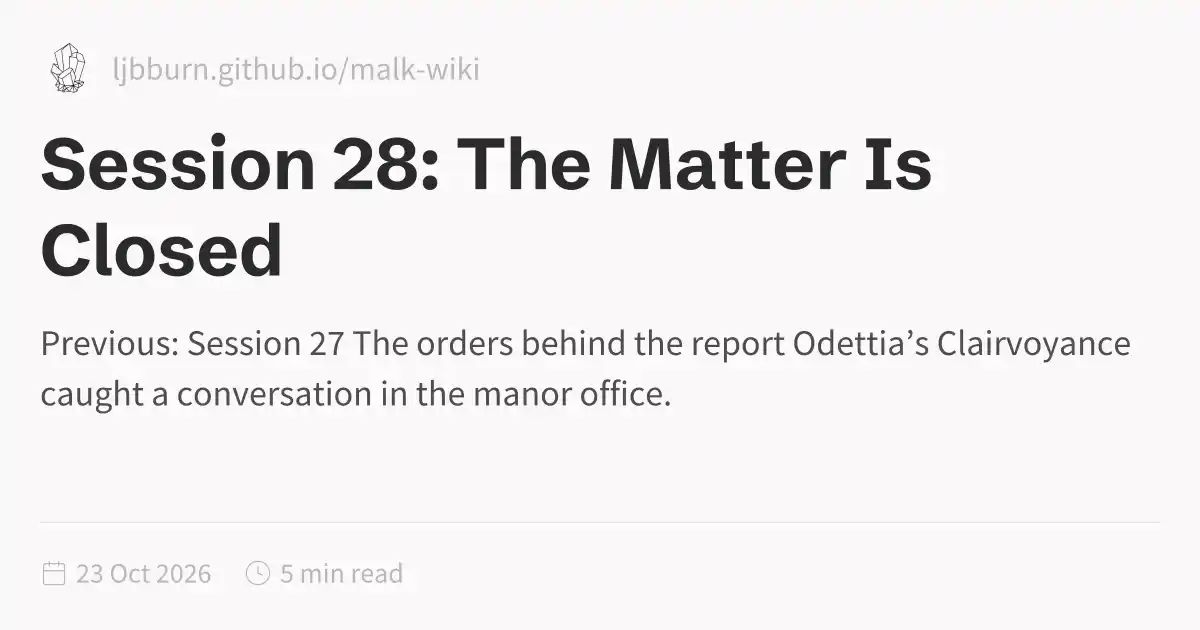 ljbburn.github.io/malk-wiki
Session 28: The Matter Is
Closed
Previous: Session 27 The orders behind the report Odettia’s Clairvoyance
caught a conversation in the manor office.
23 Oct 2026 5 min read